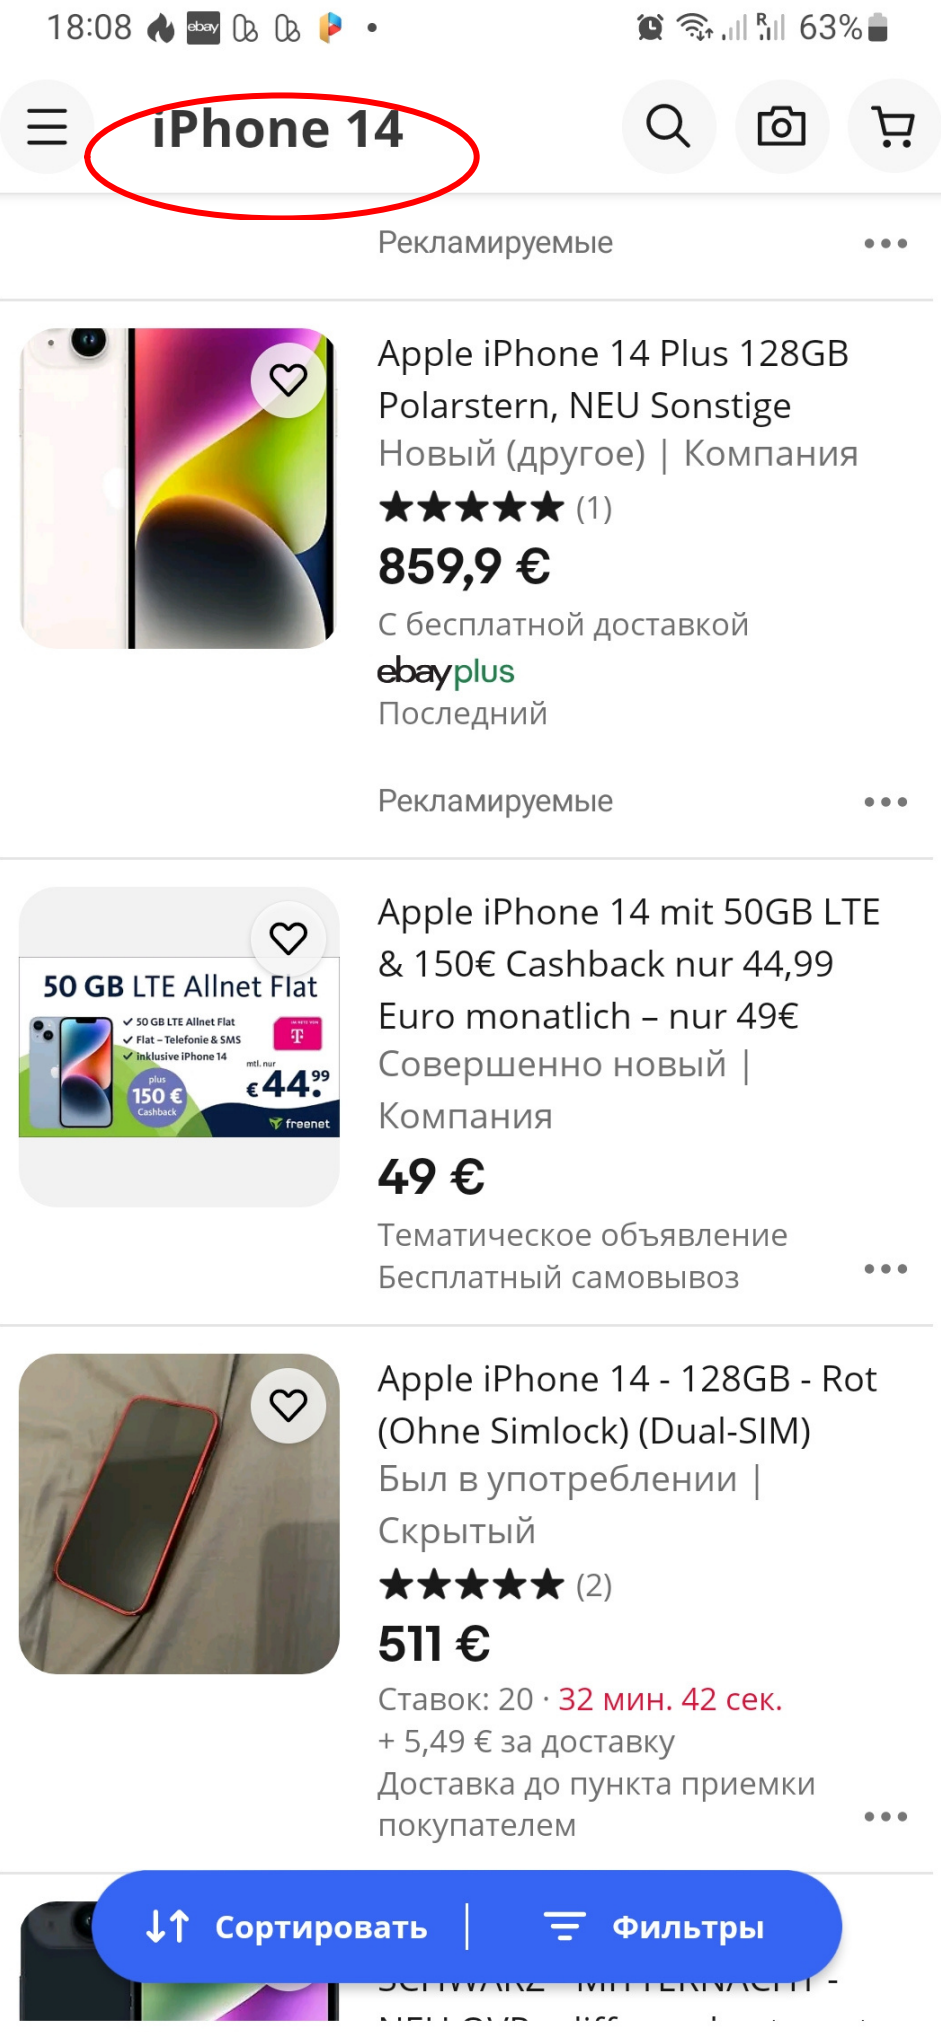 18:08 ebay 63%
iPhone 14
Рекламируемые
Apple iPhone 14 Plus 128GB
Polarstern, NEU Sonstige
Новый (другое) | Компания
(1)
859,9 €
С бесплатной доставкой
ebayplus
Последний
Рекламируемые
50 GB LTE Allnet Flat
50 GB LTE Allnet Flat
Flat – Telefonie & SMS
inklusive iPhone 14
T
plus
150 €
Cashback
mtl. nur
€ 44.99
freenet
Apple iPhone 14 mit 50GB LTE
& 150€ Cashback nur 44,99
Euro monatlich – nur 49€
Совершенно новый |
Компания
49 €
Тематическое объявление
Бесплатный самовывоз
Apple iPhone 14 - 128GB - Rot
(Ohne Simlock) (Dual-SIM)
Был в употреблении |
Скрытый
(2)
511 €
Ставок: 20 · 32 мин. 42 сек.
+ 5,49 € за доставку
Доставка до пункта приемки
покупателем
Сортировать | Фильтры
SCHWARZ - MITTERNACHT -